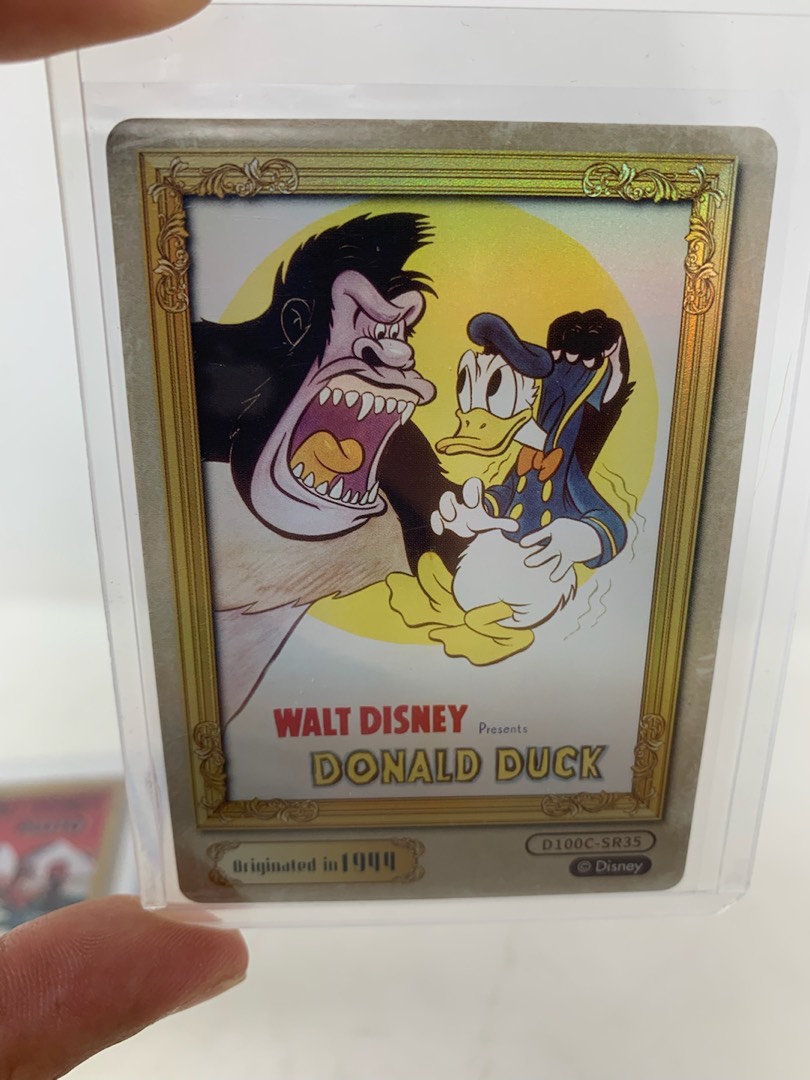 WALT DISNEY Presents
DONALD DUCK
Originated in 1944
D100C-SR35
© Disney